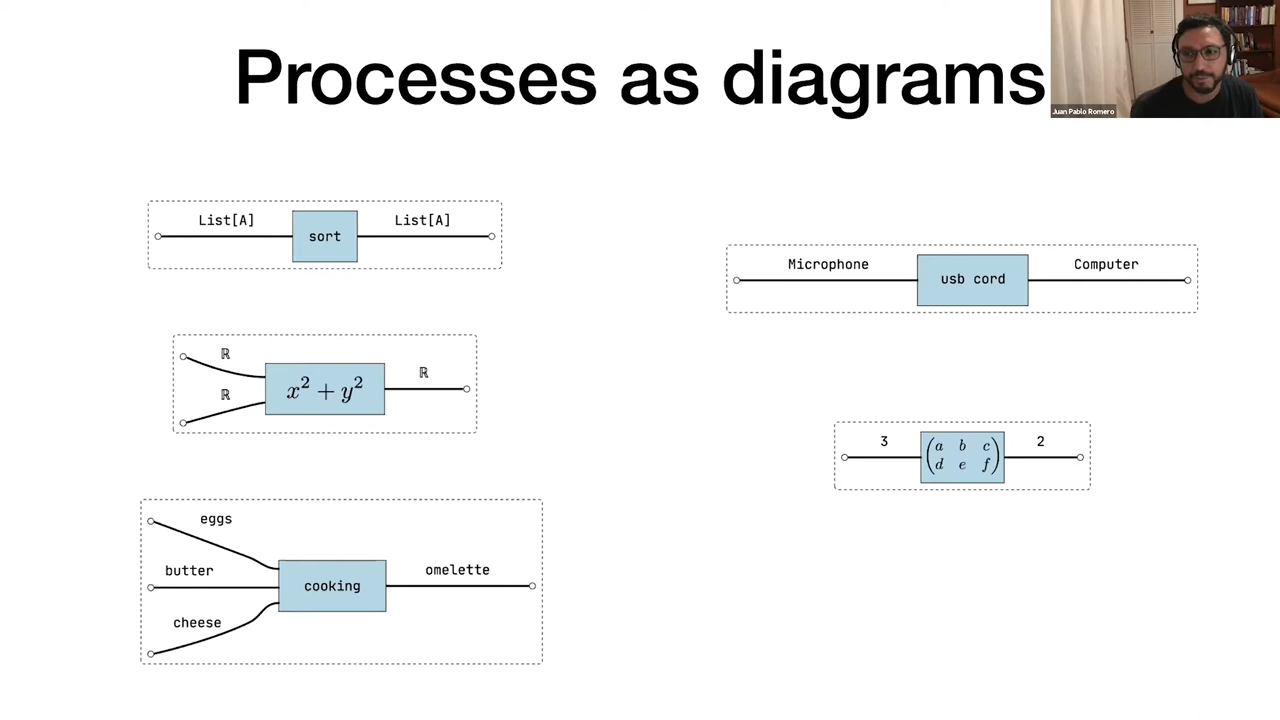 Processes as diagrams
Juan Pablo Romero
List[A] sort List[A]
Microphone usb cord Computer
ℝ
ℝ x² + y² ℝ
3 (a b c 2
d e f)
eggs
butter
cheese
cooking
omelette